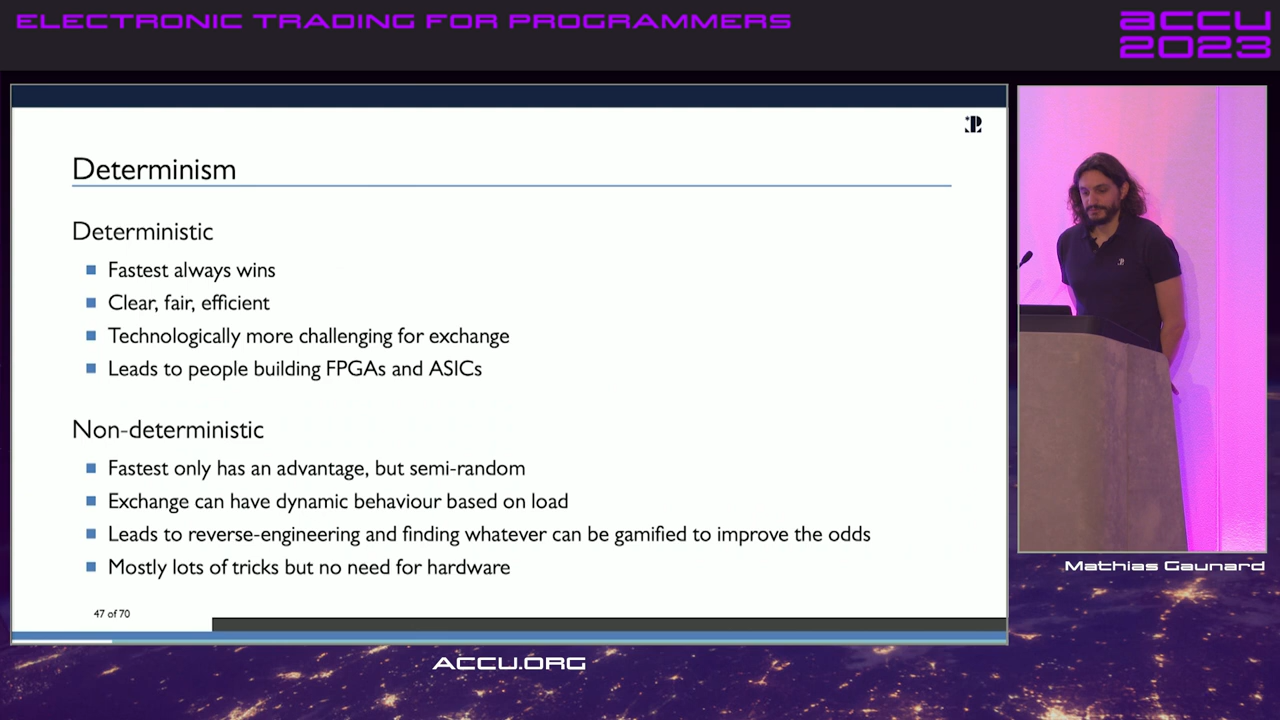 ELECTRONIC TRADING FOR PROGRAMMERS
accu
2023
Determinism
Deterministic
Fastest always wins
Clear, fair, efficient
Technologically more challenging for exchange
Leads to people building FPGAs and ASICs
Non-deterministic
Fastest only has an advantage, but semi-random
Exchange can have dynamic behaviour based on load
Leads to reverse-engineering and finding whatever can be gamified to improve the odds
Mostly lots of tricks but no need for hardware
47 of 70
Mathias Gaunard
ACCU.ORG